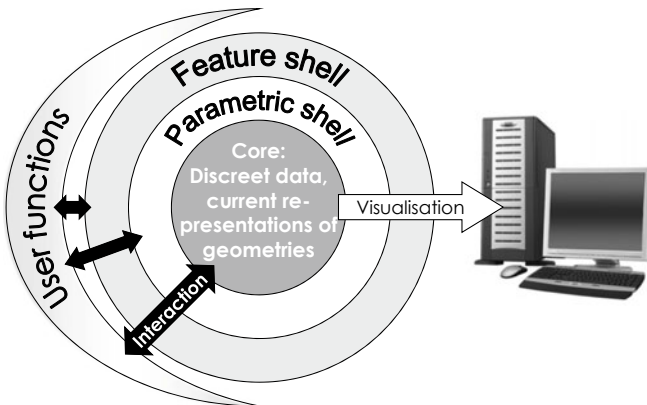 Feature shell
Parametric shell
User functions
Core:
Discreet data,
current re-
presentations of
geometries
Visualisation
Interaction